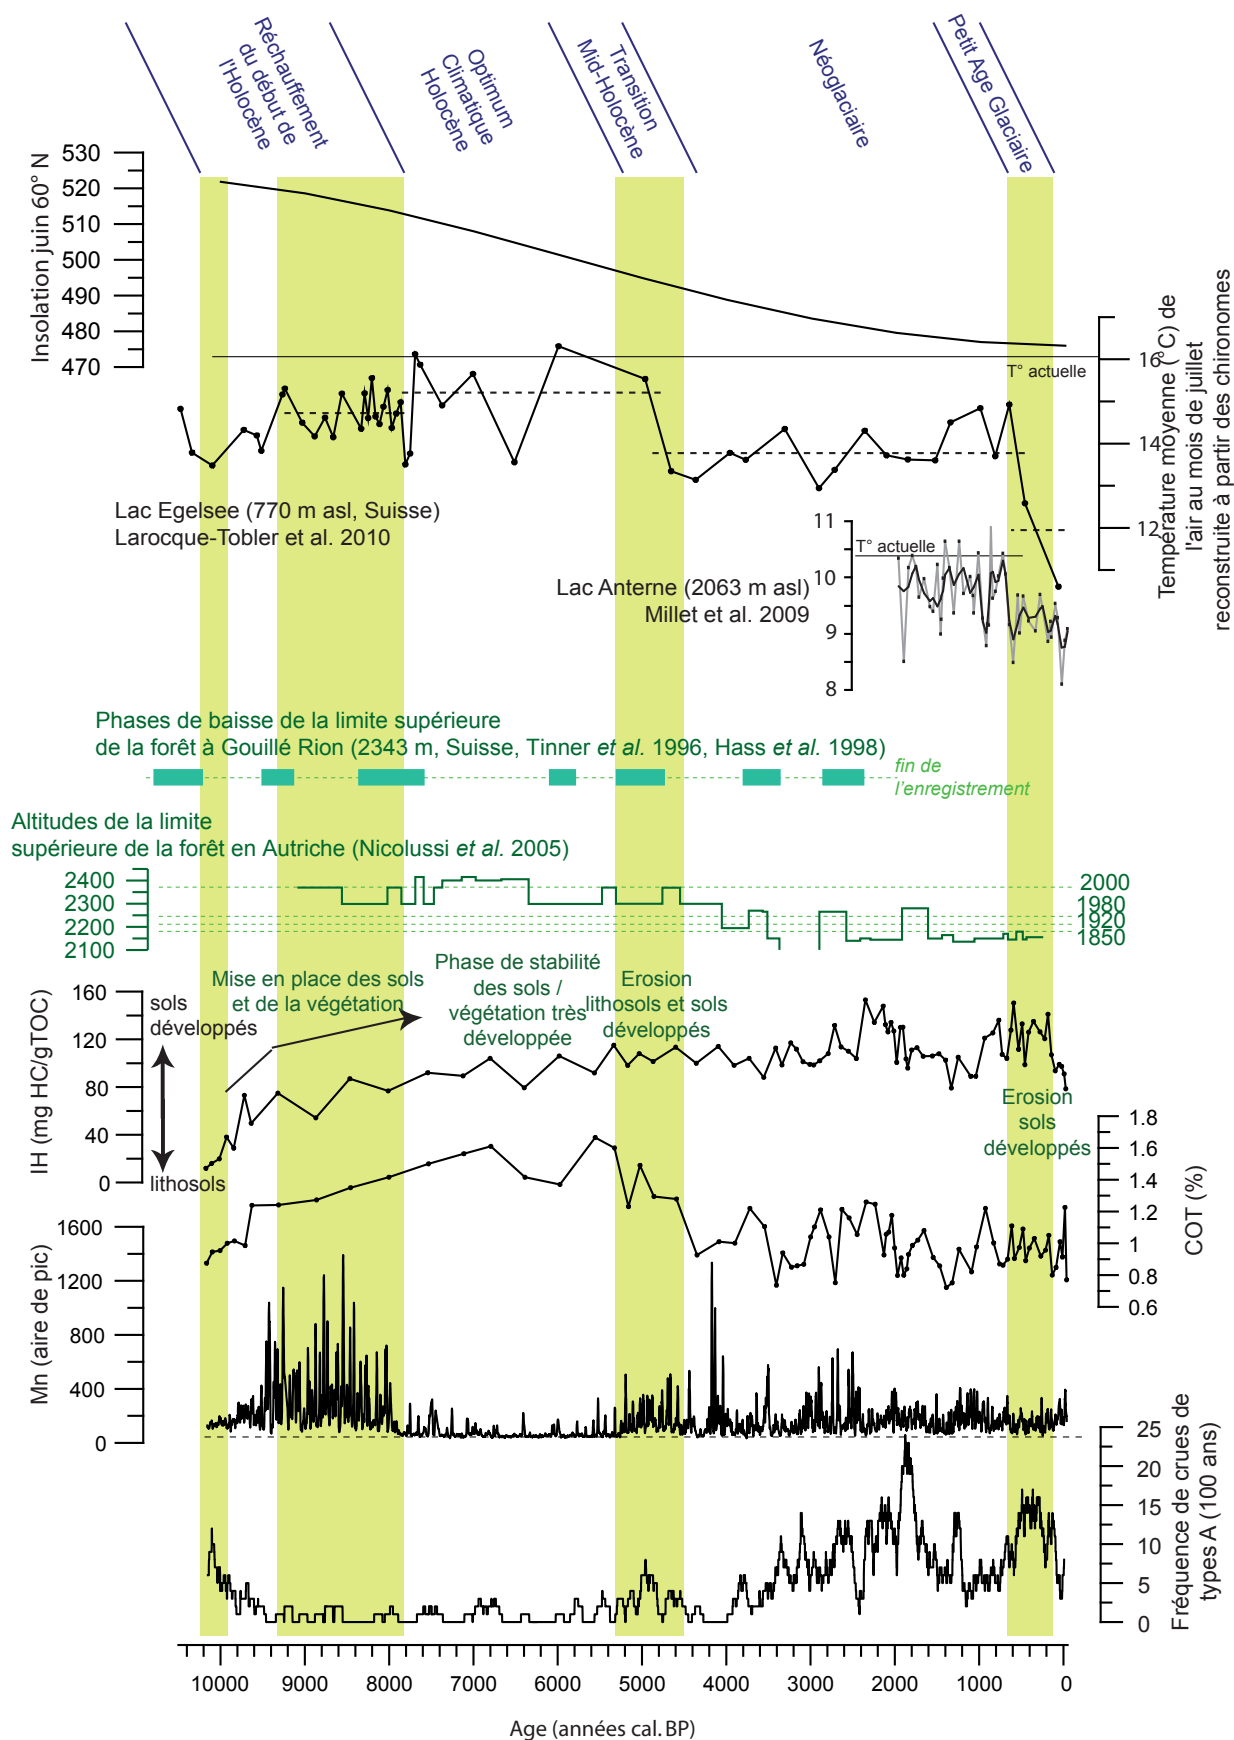 Réchauffement
du début de
l'Holocène
Optimum
Climatique
Holocène
Transition
Mid-Holocène
Néoglaciaire
Petit Age Glaciaire
Insolation juin 60° N
530
520
510
500
490
480
470
T° actuelle
16
14
12
Température moyenne (°C) de
l'air au mois de juillet
reconstruite à partir des chironomes
Lac Egelsee (770 m asl, Suisse)
Larocque-Tobler et al. 2010
Lac Anterne (2063 m asl)
Millet et al. 2009
11
10
9
8
T° actuelle
Phases de baisse de la limite supérieure
de la forêt à Gouillé Rion (2343 m, Suisse, Tinner et al. 1996, Hass et al. 1998)
fin de
l'enregistrement
Altitudes de la limite
supérieure de la forêt en Autriche (Nicolussi et al. 2005)
2400
2300
2200
2100
2000
1980
1920
1850
IH (mg HC/gTOC)
160
120
80
40
0
sols
développés
lithosols
Mise en place des sols
et de la végétation
Phase de stabilité
des sols /
végétation très
développée
Erosion
lithosols et sols
développés
Erosion
sols
développés
1.8
1.6
1.4
1.2
1
0.8
0.6
COT (%)
Mn (aire de pic)
1600
1200
800
400
0
25
20
15
10
5
0
Fréquence de crues de
types A (100 ans)
10000 9000 8000 7000 6000 5000 4000 3000 2000 1000 0
Age (années cal. BP)